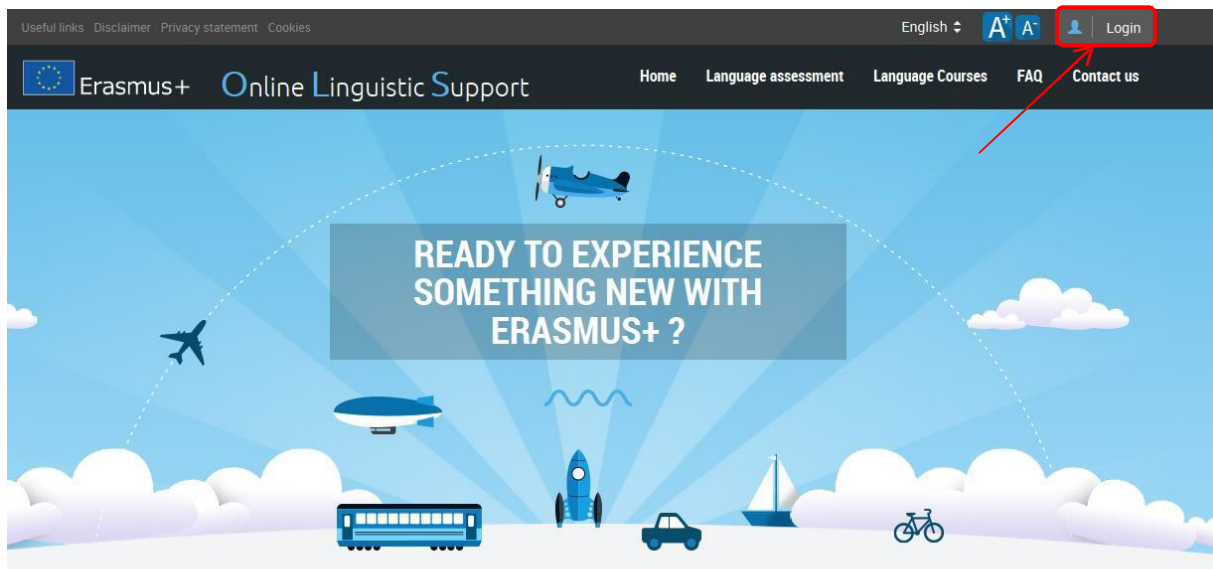 Useful links Disclaimer Privacy statement Cookies
English
A+ A-
Login
Erasmus+
Online Linguistic Support
Home Language assessment Language Courses FAQ Contact us
READY TO EXPERIENCE
SOMETHING NEW WITH
ERASMUS+ ?